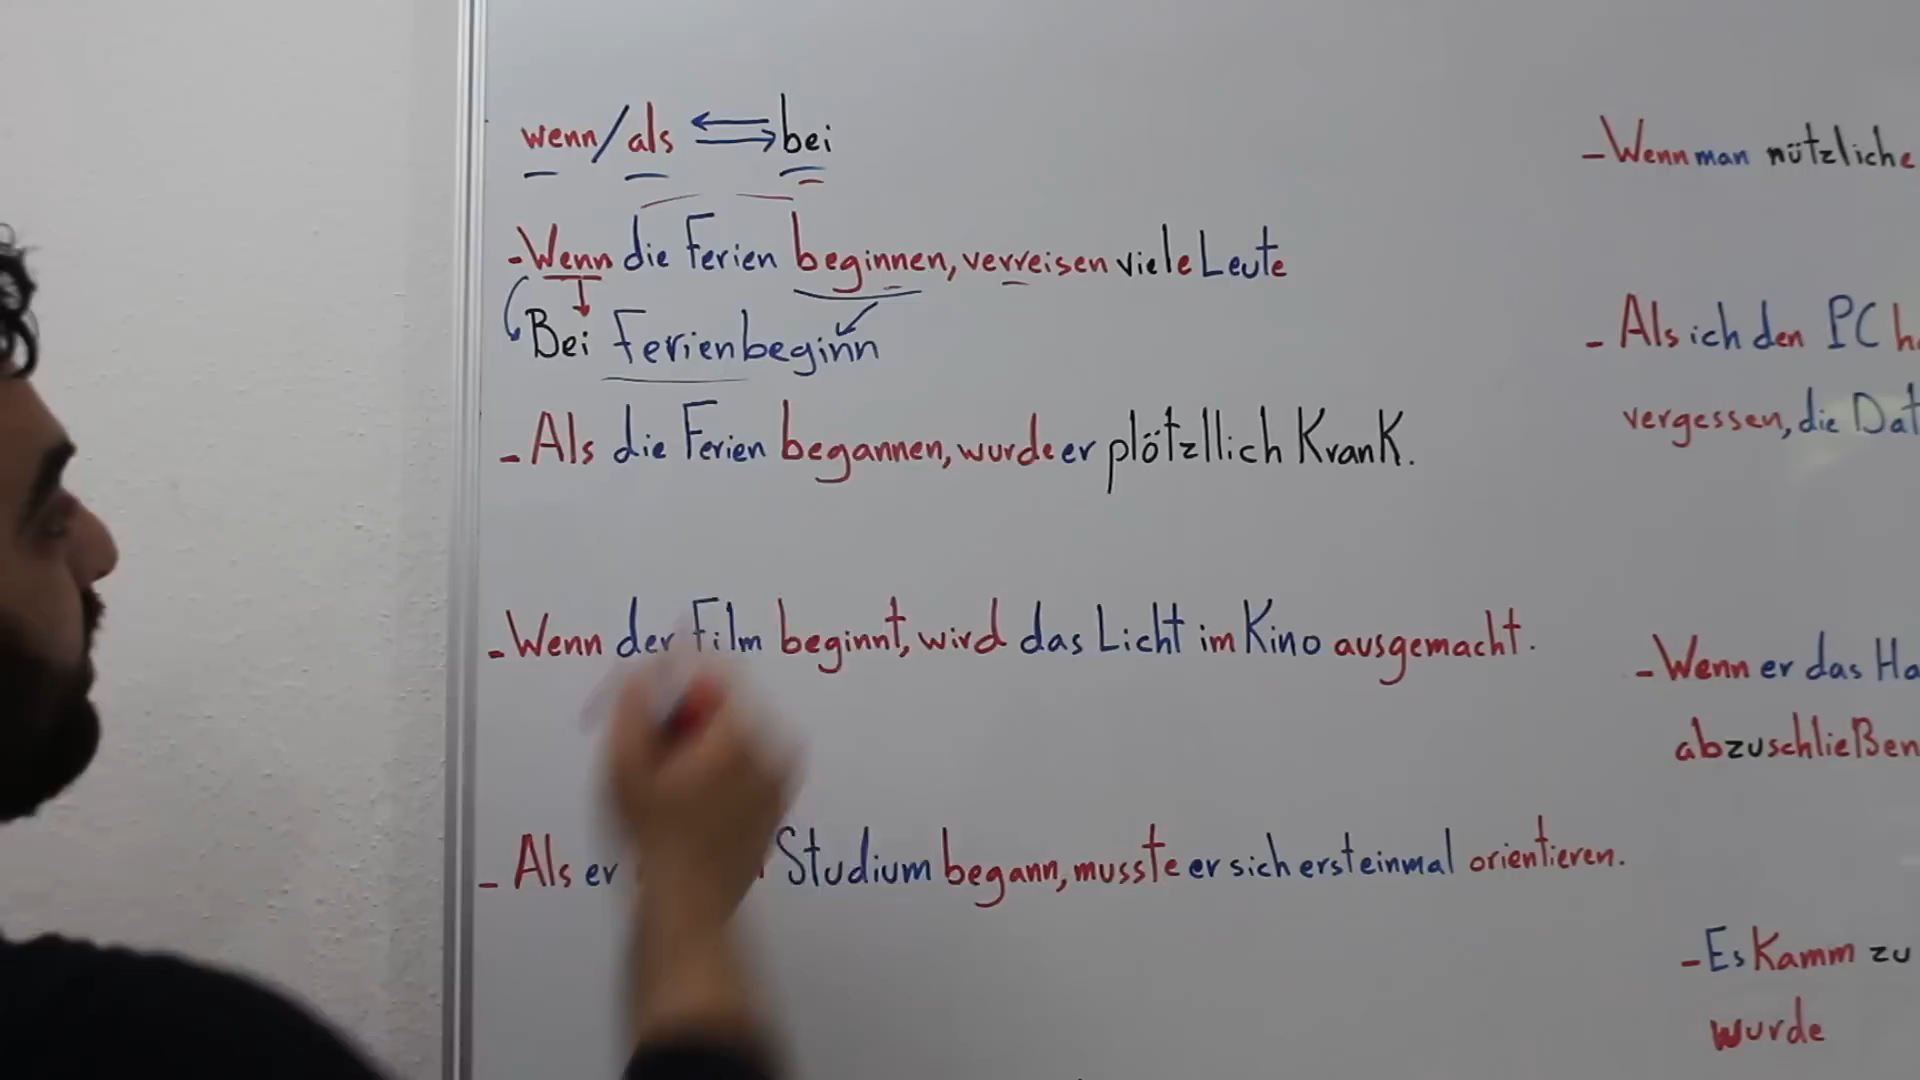 wenn/als ⇐⇒ bei
-Wenn die Ferien beginnen, verreisen viele Leute
Bei Ferienbeginn
-Als die Ferien begannen, wurde er plötzllich Krank.
-Wenn der Film beginnt, wird das Licht im Kino ausgemacht.
-Als er Studium begann, musste er sich ersteinmal orientieren.
-Wenn man nützliche
-Als ich den PC
vergessen, die
-Wenn er das
abzuschließen
-Es Kamm zu
wurde